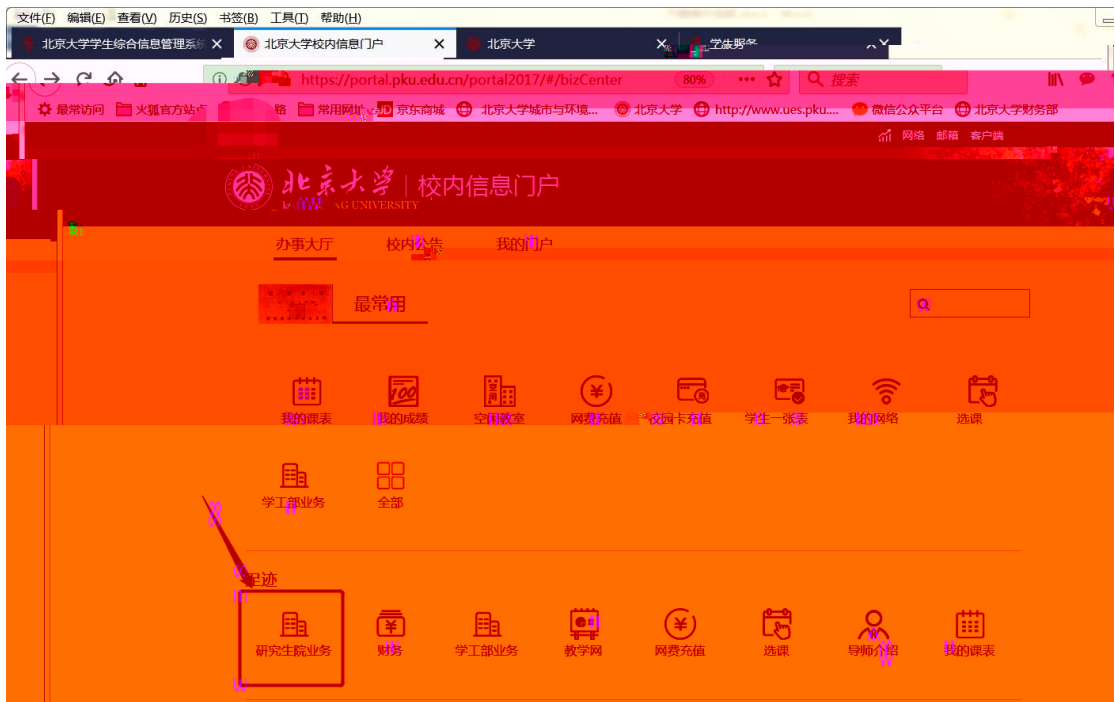 文件(F) 编辑(E) 查看(V) 历史(S) 书签(B) 工具(T) 帮助(H)
北京大学学生综合信息管理系统 北京大学校内信息门户 北京大学
https://portal.pku.edu.cn/portal2017/#/bizCenter 80% 搜索
最常访问 火狐官方站点 常用网址 JD 京东商城 北京大学城市与环境... 北京大学 http://www.ues.pku.... 微信公众平台 北京大学财务部
网络 邮箱 客户端
北京大学 校内信息门户
UNIVERSITY
办事大厅 校内公告 我的门户
最常用
我的课表 我的成绩 空闲教室 网费充值 校园卡充值 学生一张表 我的网络 选课
学工部业务 全部
足迹
研究生院业务 财务 学工部业务 教学网 网费充值 选课 导师介绍 我的课表